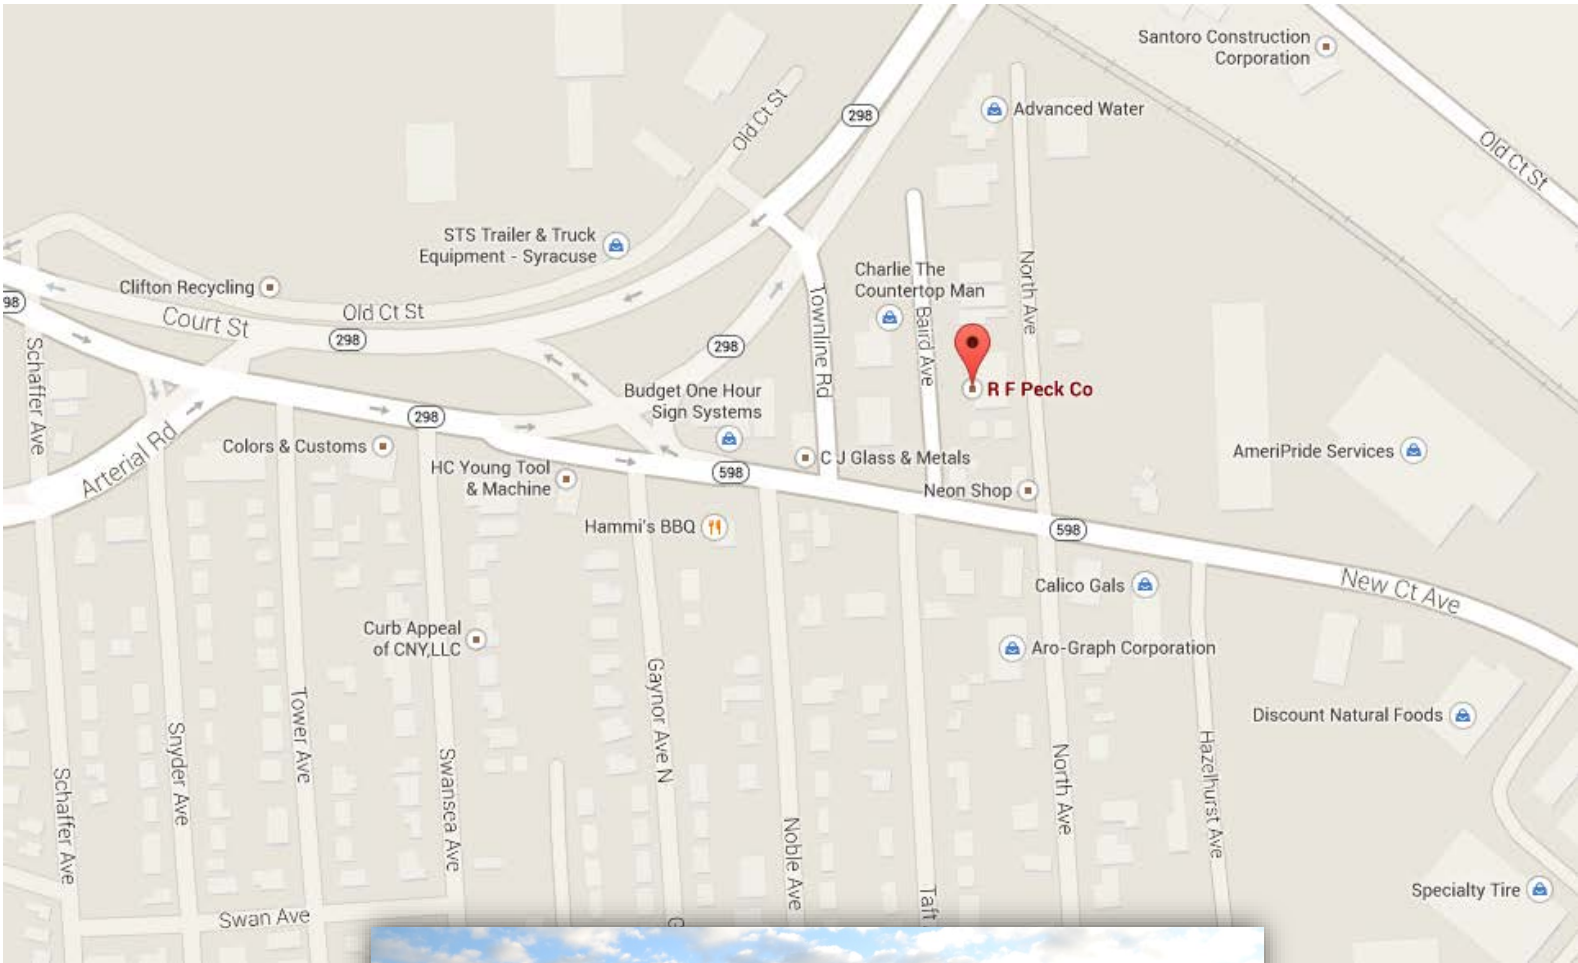 Santoro Construction
Corporation
Old Ct St
298
Advanced Water
Old Ct St
STS Trailer & Truck
Equipment - Syracuse
Charlie The
Countertop Man
North Ave
Clifton Recycling
Old Ct St
Townline Rd
98
Court St
298
298
Baird Ave
Schaffer Ave
R F Peck Co
Budget One Hour
Sign Systems
298
Colors & Customs
Arterial Rd
C J Glass & Metals
AmeriPride Services
HC Young Tool
& Machine
598
Neon Shop
Hammi's BBQ
598
Calico Gals
New Ct Ave
Curb Appeal
of CNY,LLC
Aro-Graph Corporation
Gaynor Ave N
Tower Ave
Discount Natural Foods
Snyder Ave
Swansea Ave
North Ave
Hazelhurst Ave
Schaffer Ave
Noble Ave
Specialty Tire
Taft
Swan Ave
G